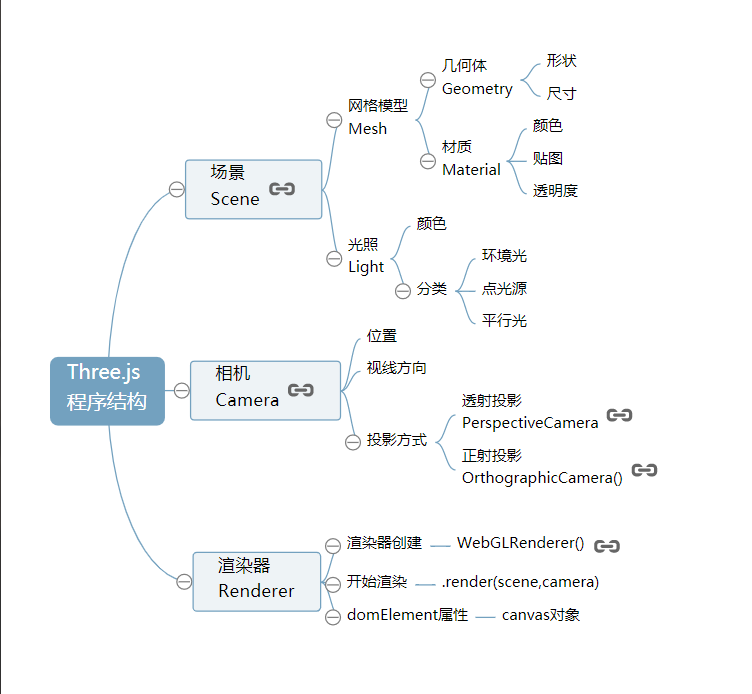 Three.js
程序结构
场景
Scene
网格模型
Mesh
几何体
Geometry
形状
尺寸
材质
Material
颜色
贴图
透明度
光照
Light
颜色
分类
环境光
点光源
平行光
相机
Camera
位置
视线方向
投影方式
透射投影
PerspectiveCamera
正射投影
OrthographicCamera()
渲染器
Renderer
渲染器创建
WebGLRenderer()
开始渲染
.render(scene,camera)
domElement属性
canvas对象